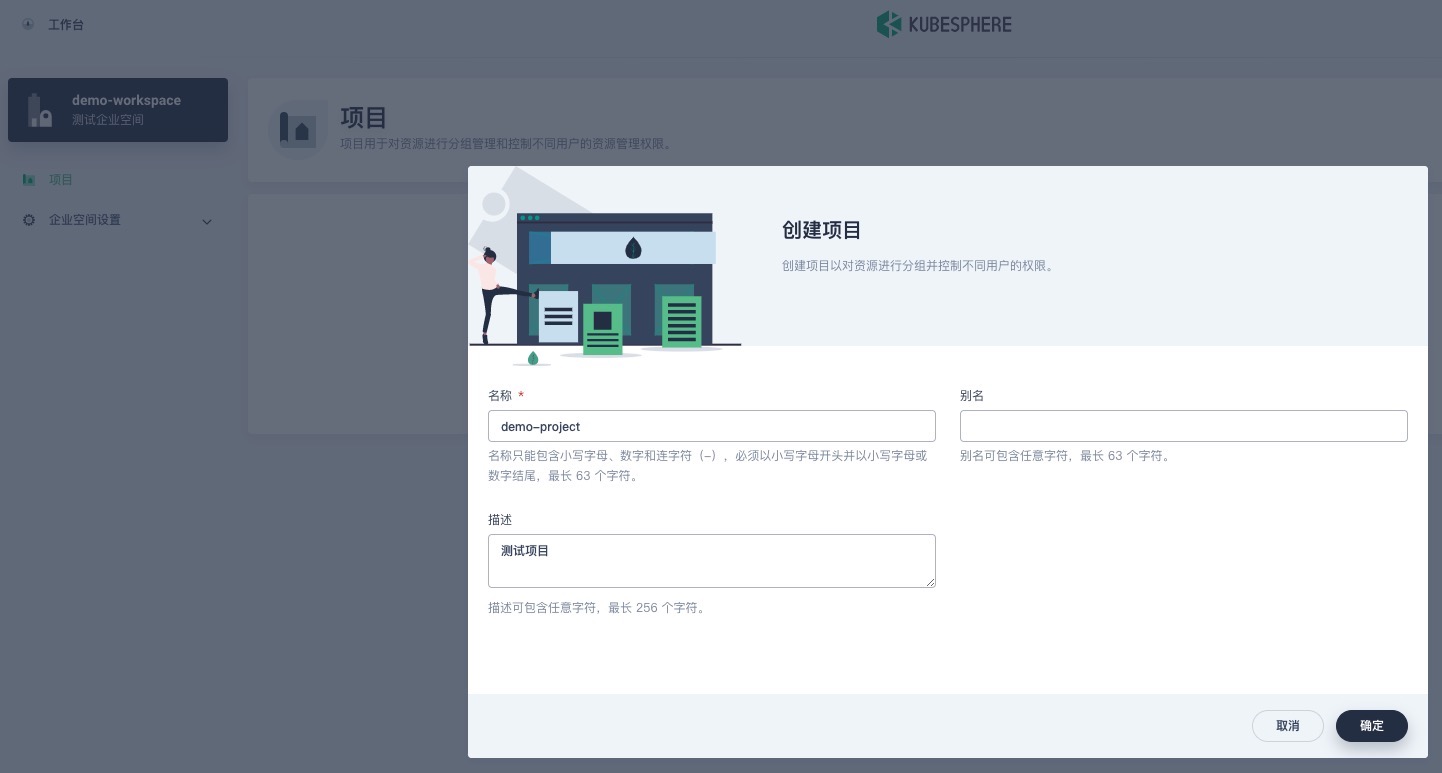 工作台
KUBESPHERE
demo-workspace
测试企业空间
项目
企业空间设置
项目
项目用于对资源进行分组管理和控制不同用户的资源管理权限。
创建项目
创建项目以对资源进行分组并控制不同用户的权限。
名称 *
demo-project
名称只能包含小写字母、数字和连字符（-），必须以小写字母开头并以小写字母或
数字结尾，最长 63 个字符。
别名
别名可包含任意字符，最长 63 个字符。
描述
测试项目
描述可包含任意字符，最长 256 个字符。
取消
确定